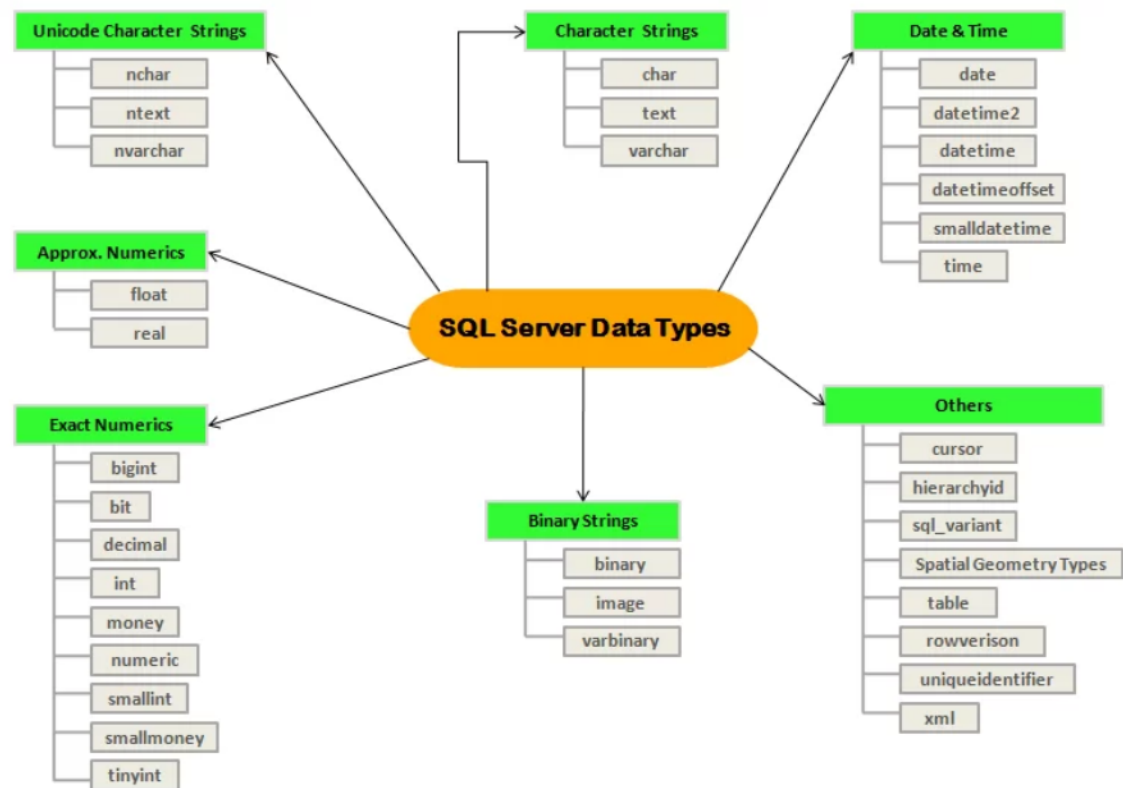 Unicode Character Strings
nchar
ntext
nvarchar
Character Strings
char
text
varchar
Date & Time
date
datetime2
datetime
datetimeoffset
smalldatetime
time
Approx. Numerics
float
real
SQL Server Data Types
Exact Numerics
bigint
bit
decimal
int
money
numeric
smallint
smallmoney
tinyint
Binary Strings
binary
image
varbinary
Others
cursor
hierarchyid
sql_variant
Spatial Geometry Types
table
rowverison
uniqueidentifier
xml